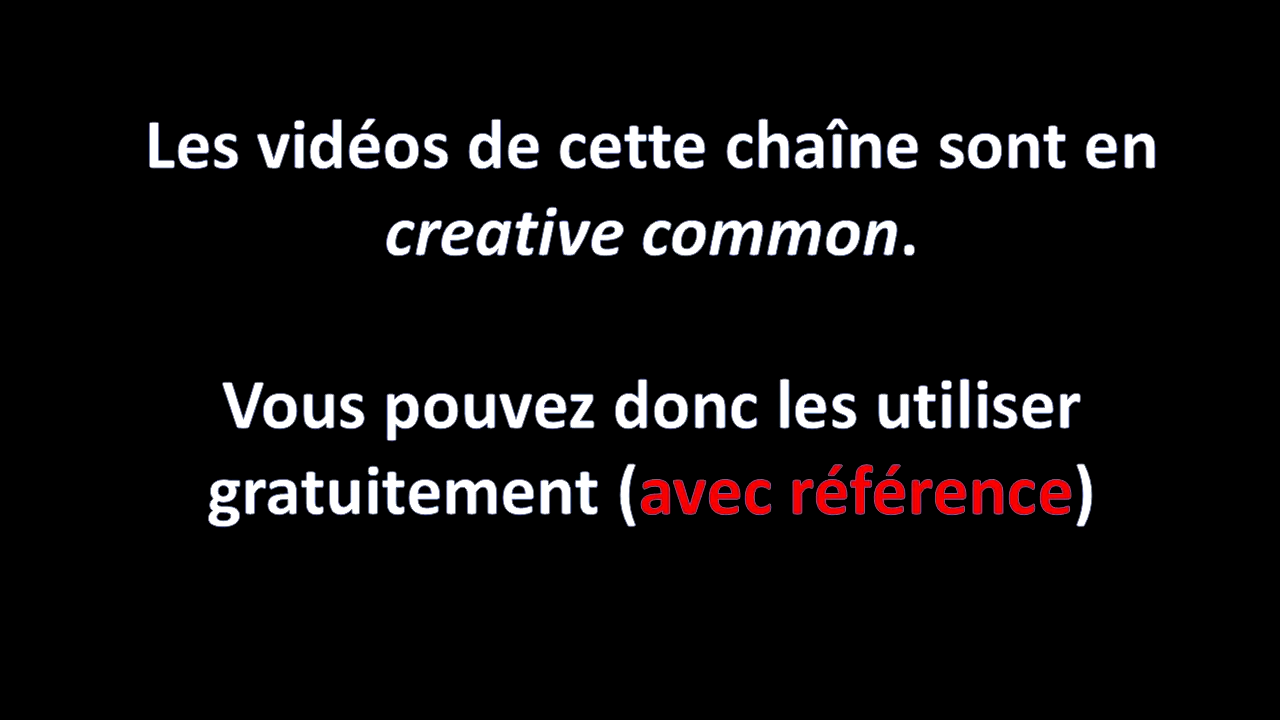 Les vidéos de cette chaîne sont en
creative common.
Vous pouvez donc les utiliser
gratuitement (avec référence)